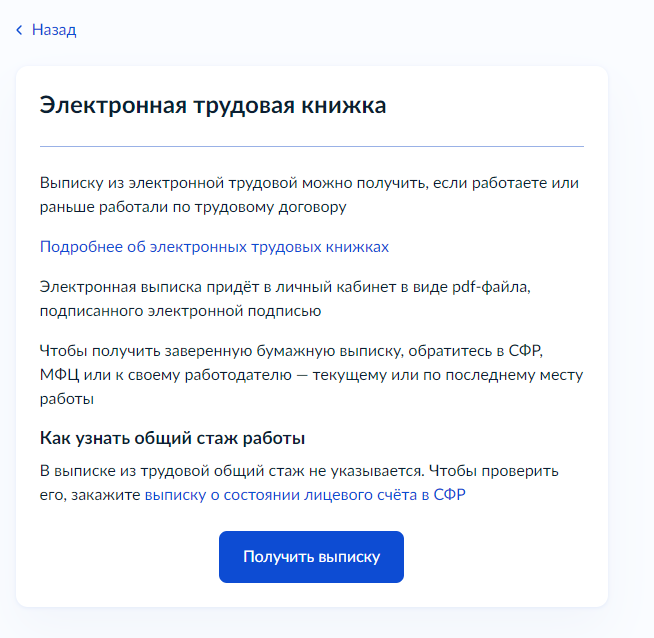 Назад
Электронная трудовая книжка
Выписку из электронной трудовой можно получить, если работаете или
раньше работали по трудовому договору
Подробнее об электронных трудовых книжках
Электронная выписка придёт в личный кабинет в виде pdf-файла,
подписанного электронной подписью
Чтобы получить заверенную бумажную выписку, обратитесь в СФР,
МФЦ или к своему работодателю — текущему или по последнему месту
работы
Как узнать общий стаж работы
В выписке из трудовой общий стаж не указывается. Чтобы проверить
его, закажите выписку о состоянии лицевого счёта в СФР
Получить выписку